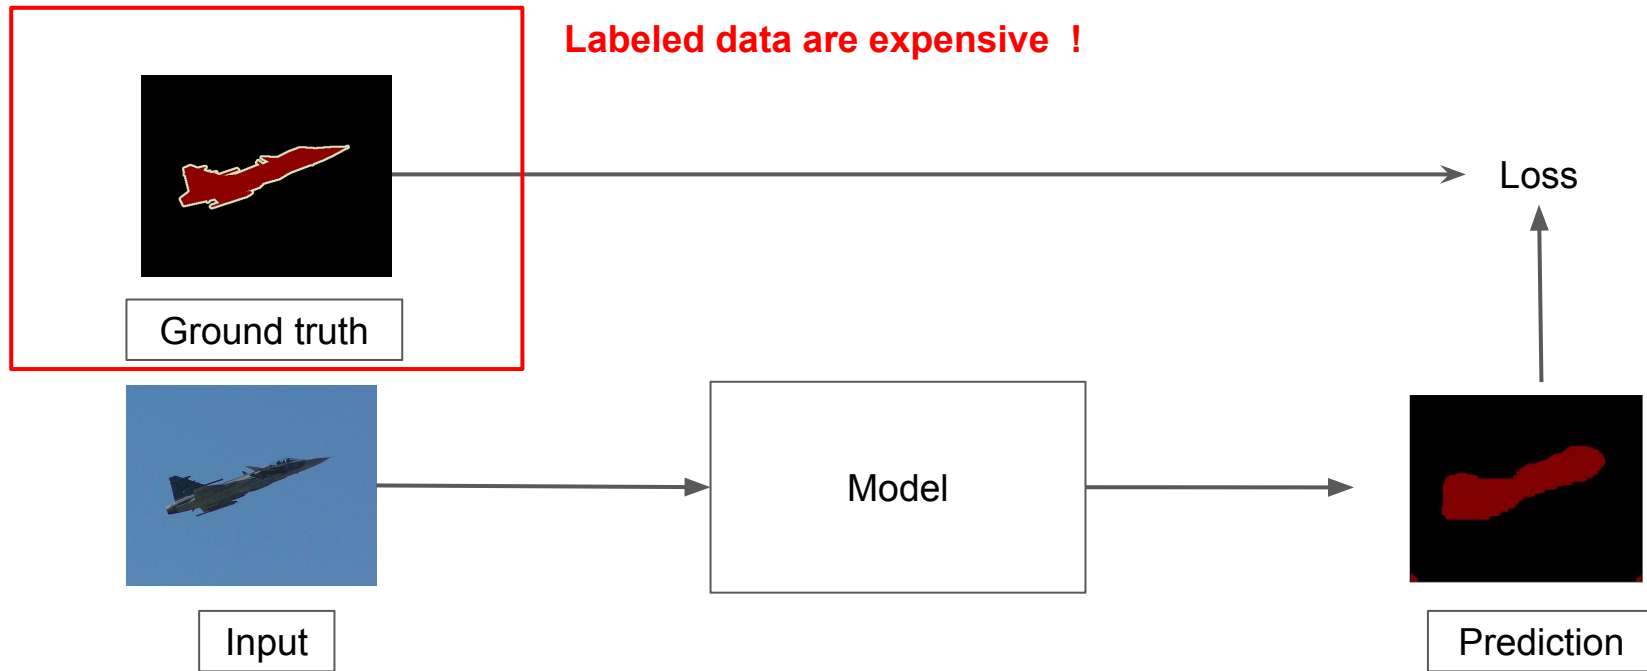 Labeled data are expensive !
Loss
Ground truth
Model
Input
Prediction